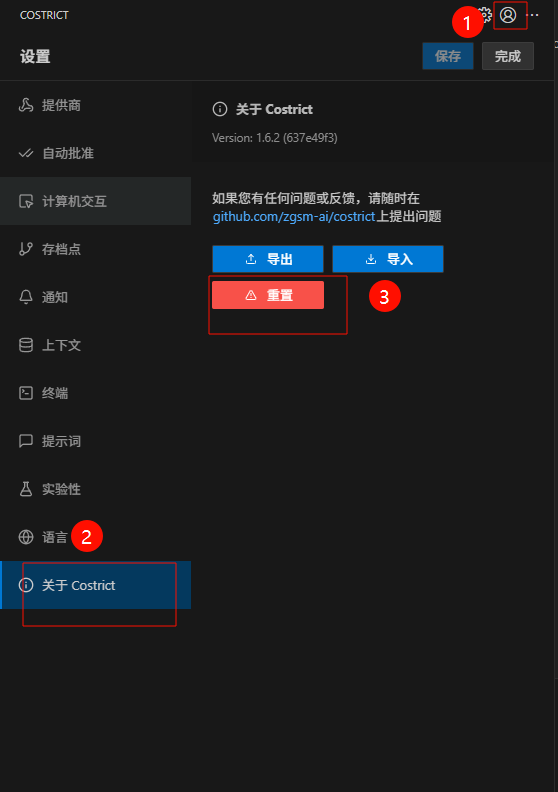 COSTRICT
1
设置
保存
完成
提供商
自动批准
计算机交互
存档点
通知
上下文
终端
提示词
实验性
语言
2
关于 Costrict
关于 Costrict
Version: 1.6.2 (637e49f3)
如果您有任何问题或反馈，请随时在
github.com/zgsm-ai/costrict上提出问题
导出
导入
重置
3